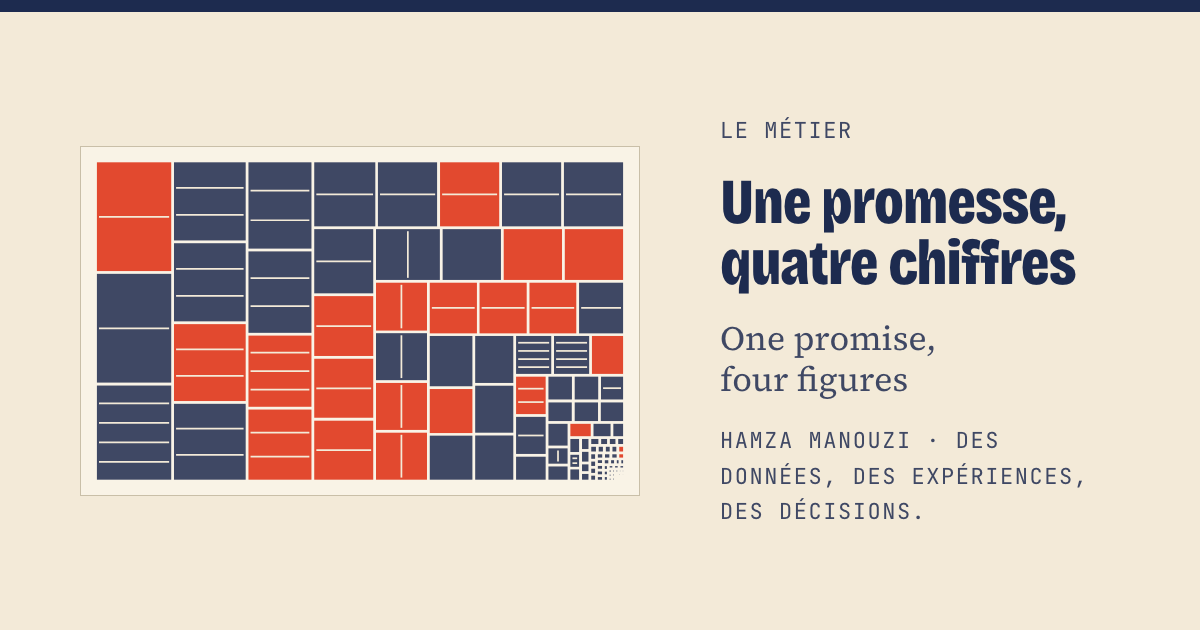 LE MÉTIER
Une promesse,
quatre chiffres
One promise,
four figures
HAMZA MANOUZI · DES
DONNÉES, DES EXPÉRIENCES,
DES DÉCISIONS.